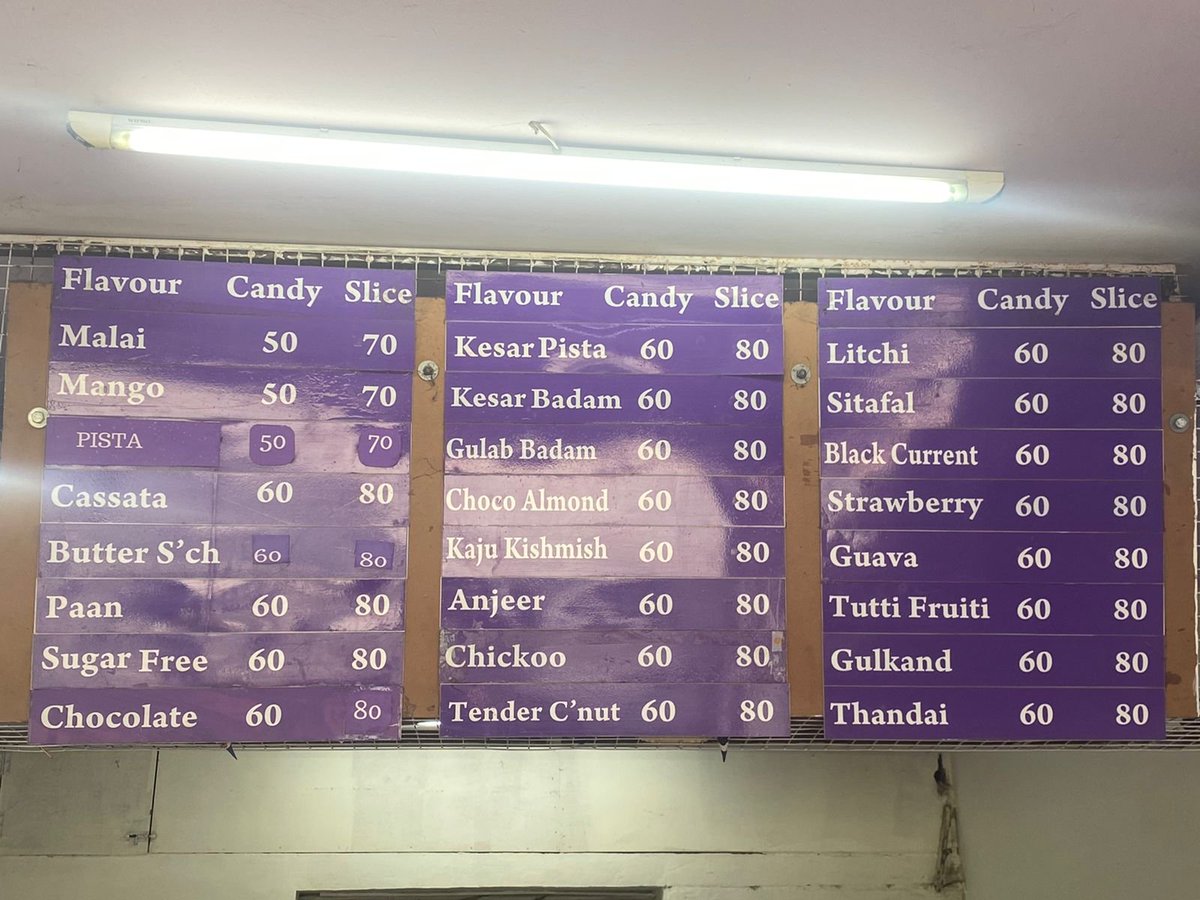 Flavour Candy Slice
Malai 50 70
Mango 50 70
PISTA 50 70
Cassata 60 80
Butter S'ch 60 80
Paan 60 80
Sugar Free 60 80
Chocolate 60 80
Flavour Candy Slice
Kesar Pista 60 80
Kesar Badam 60 80
Gulab Badam 60 80
Choco Almond 60 80
Kaju Kishmish 60 80
Anjeer 60 80
Chickoo 60 80
Tender C'nut 60 80
Flavour Candy Slice
Litchi 60 80
Sitafal 60 80
Black Current 60 80
Strawberry 60 80
Guava 60 80
Tutti Fruiti 60 80
Gulkand 60 80
Thandai 60 80